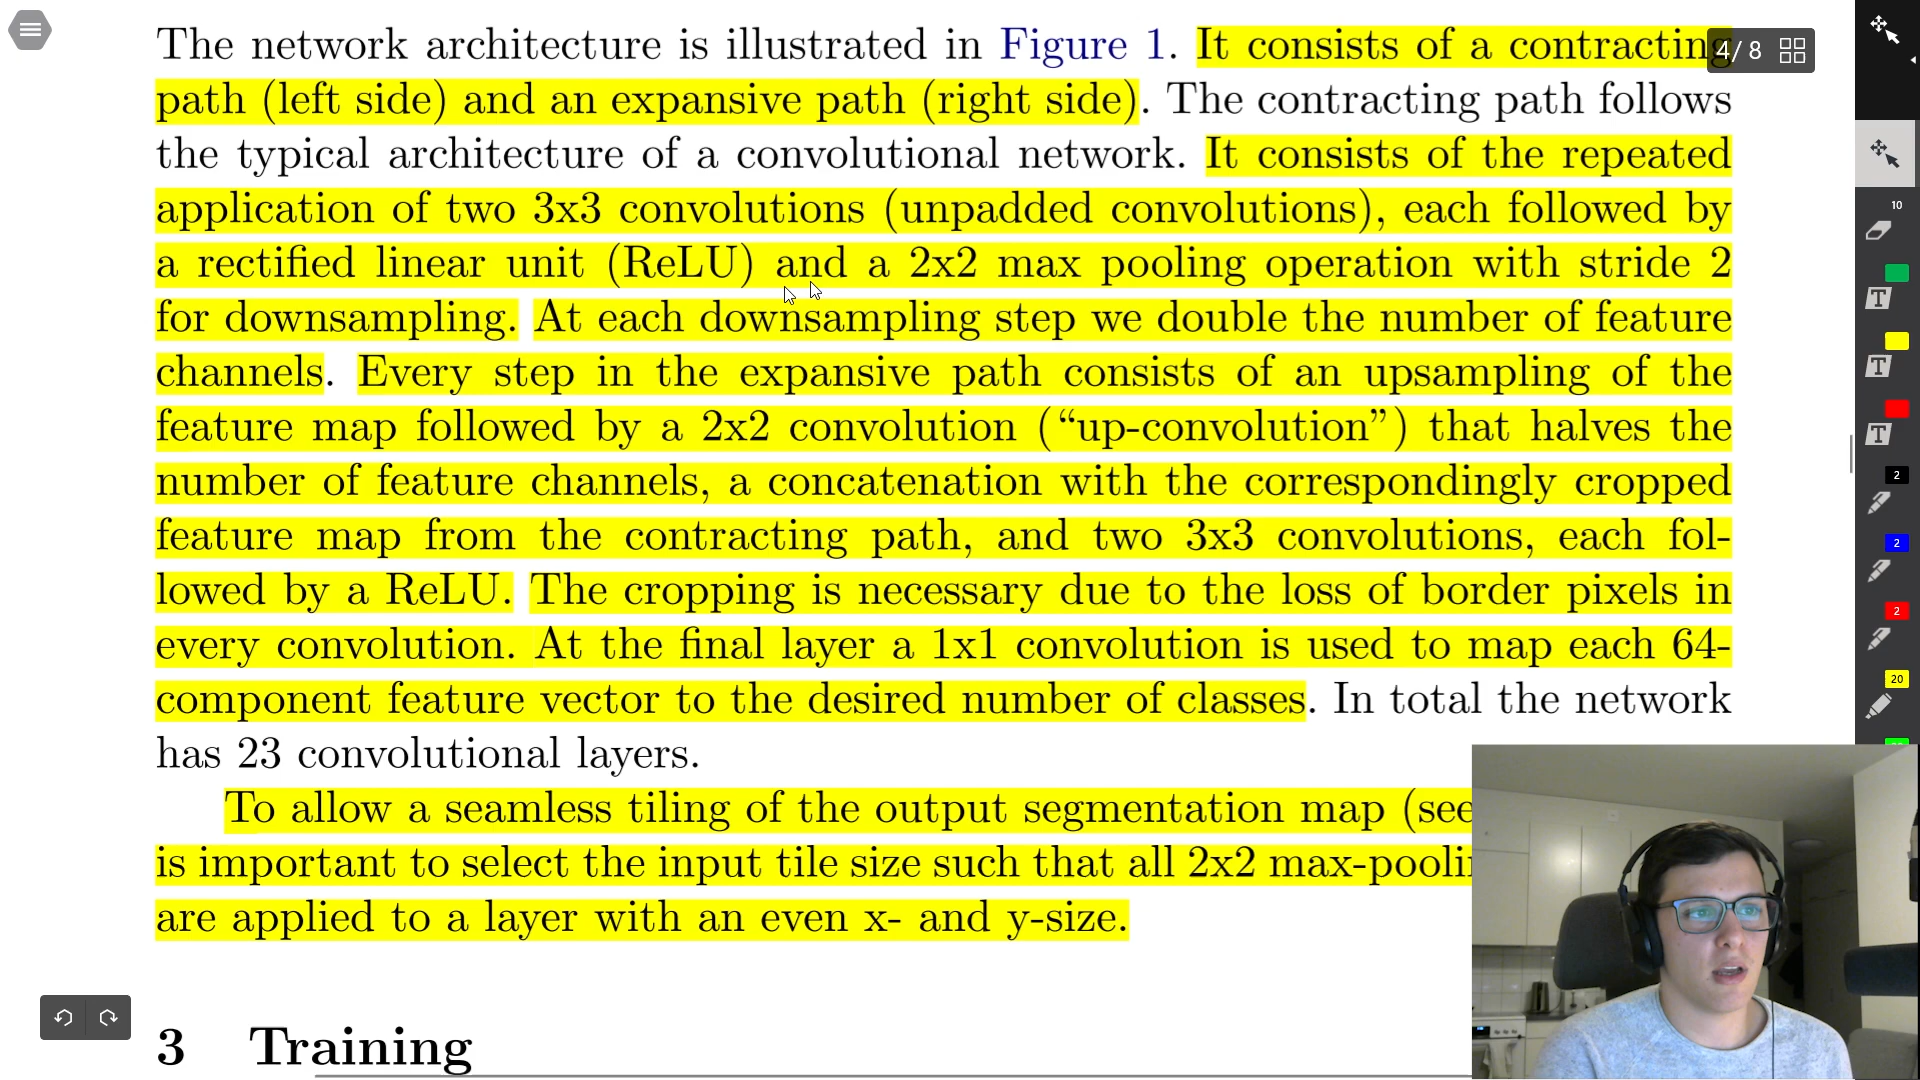 The network architecture is illustrated in Figure 1. It consists of a contracting
4/8
path (left side) and an expansive path (right side). The contracting path follows
the typical architecture of a convolutional network. It consists of the repeated
application of two 3x3 convolutions (unpadded convolutions), each followed by
10
a rectified linear unit (ReLU) and a 2x2 max pooling operation with stride 2
T
for downsampling. At each downsampling step we double the number of feature
channels. Every step in the expansive path consists of an upsampling of the
T
feature map followed by a 2x2 convolution (“up-convolution”) that halves the
T
number of feature channels, a concatenation with the correspondingly cropped
2
feature map from the contracting path, and two 3x3 convolutions, each fol-
2
lowed by a ReLU. The cropping is necessary due to the loss of border pixels in
2
every convolution. At the final layer a 1x1 convolution is used to map each 64-
20
component feature vector to the desired number of classes. In total the network
has 23 convolutional layers.
To allow a seamless tiling of the output segmentation map (see
is important to select the input tile size such that all 2x2
are applied to a layer with an even x- and y-size.
3 Training